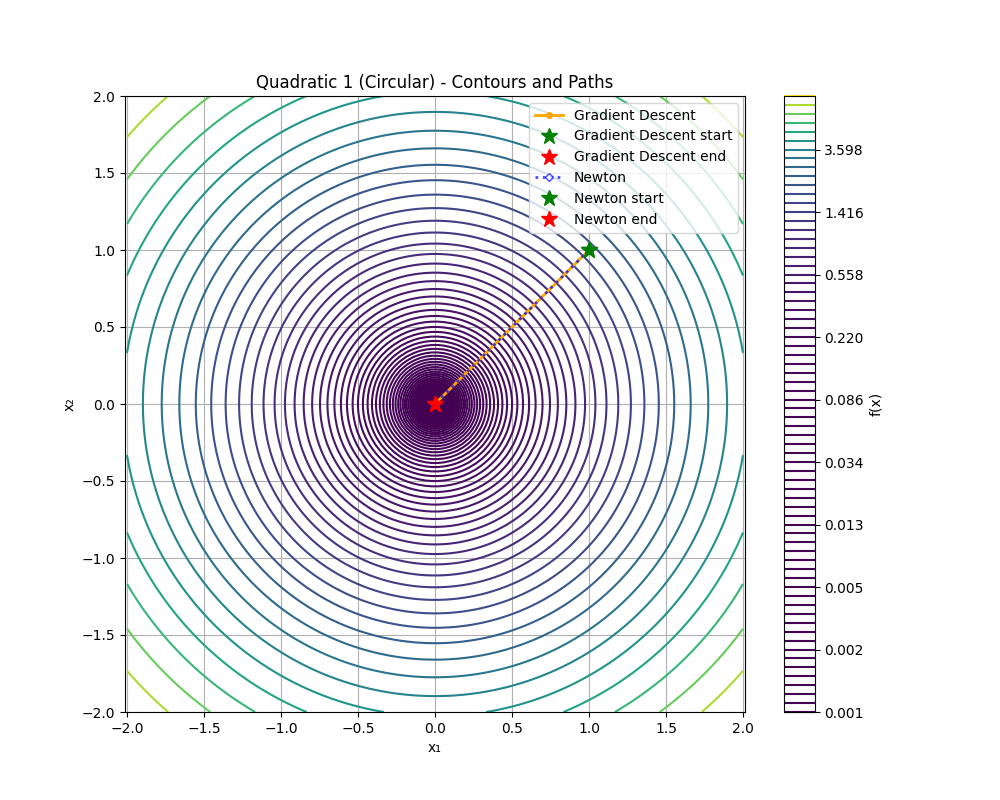 Quadratic 1 (Circular) - Contours and Paths
Gradient Descent
Gradient Descent start
Gradient Descent end
Newton
Newton start
Newton end
2.0
1.5
1.0
0.5
0.0
−0.5
−1.0
−1.5
−2.0
x₂
−2.0 −1.5 −1.0 −0.5 0.0 0.5 1.0 1.5 2.0
x₁
3.598
1.416
0.558
0.220
0.086
0.034
0.013
0.005
0.002
0.001
f(x)